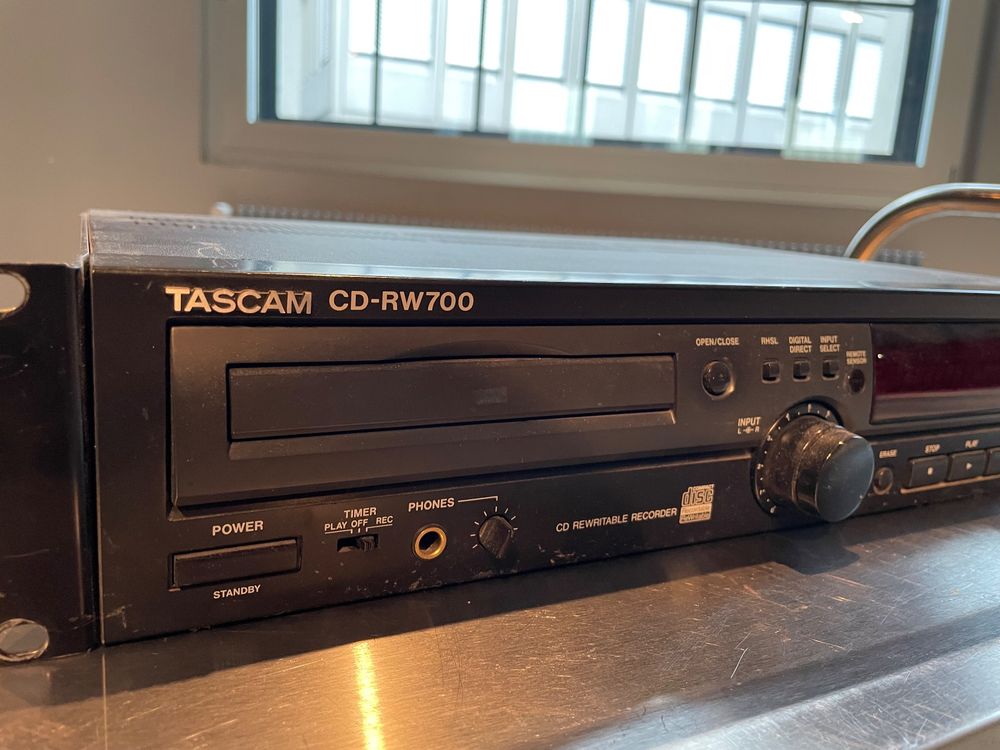 TASCAM CD-RW700
OPEN/CLOSE
RHSL
DIGITAL
DIRECT
INPUT
SELECT
REMOTE
SENSOR
INPUT
L R
ERASE
STOP
PLAY
POWER
STANDBY
TIMER
PLAY OFF REC
PHONES
CD REWRITABLE RECORDER
disc